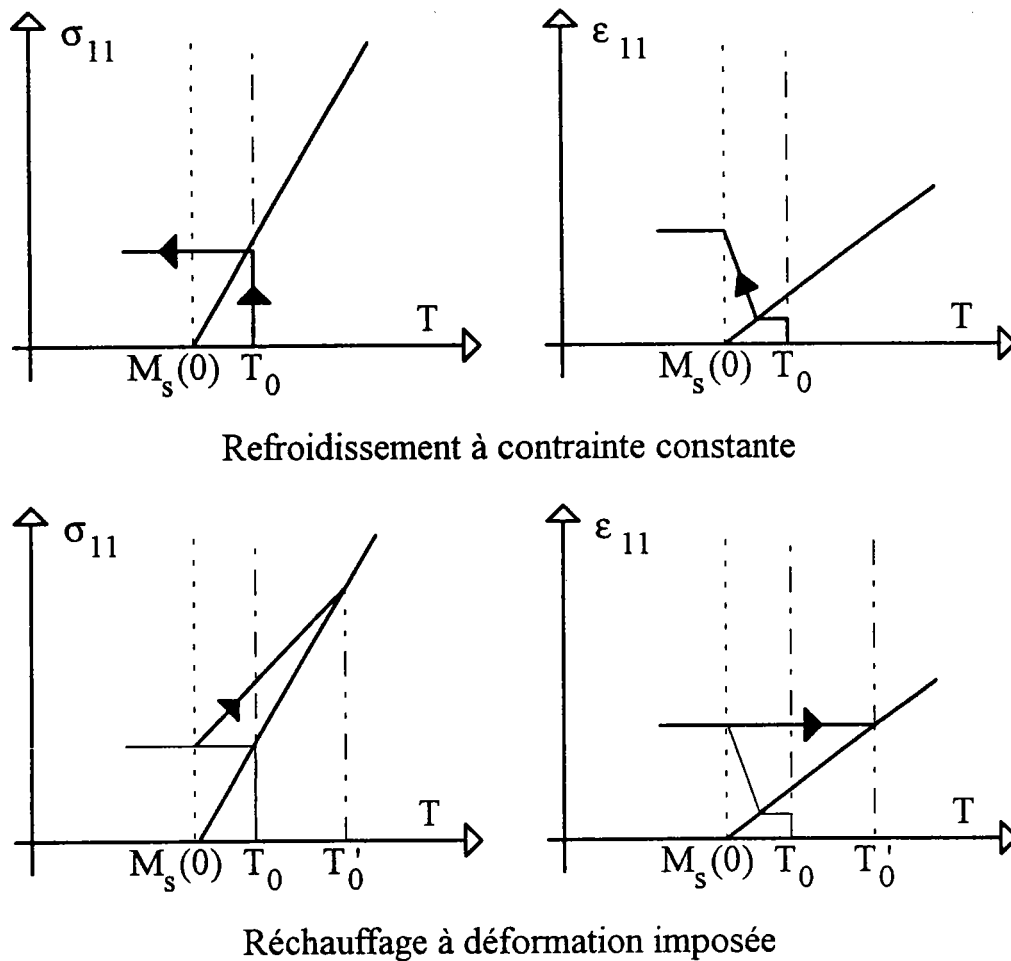 σ11
ε11
T
T
Ms(0)
T0
Ms(0)
T0
Refroidissement à contrainte constante
σ11
ε11
T
T
Ms(0)
T0
T0'
Ms(0)
T0
T0'
Réchauffage à déformation imposée